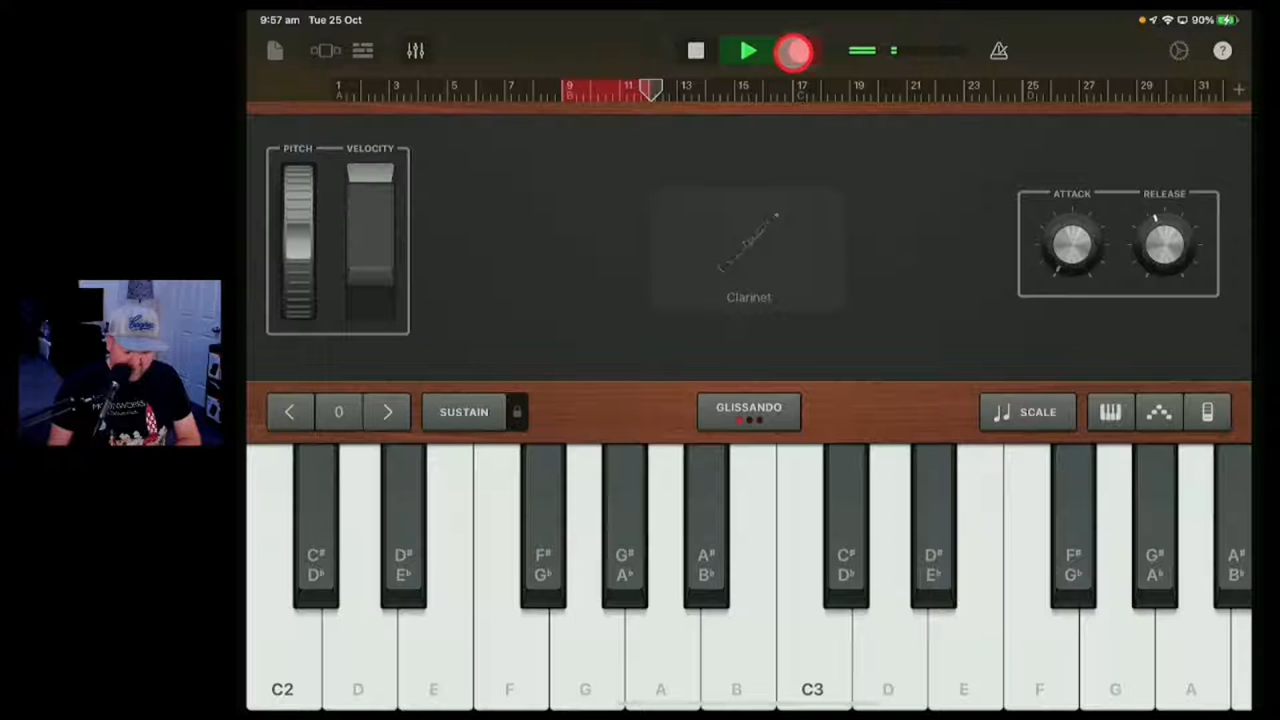 9:57 am Tue 25 Oct
90%
?
1 3 5 7 9 11 13 15 17 19 21 23 25 27 29 31
A B C D
PITCH VELOCITY
ATTACK RELEASE
Clarinet
0 SUSTAIN GLISSANDO SCALE
C# D# F# G# A# C# D# F# G# A#
D♭ E♭ G♭ A♭ B♭ D♭ E♭ G♭ A♭ B♭
C2 D E F G A B C3 D E F G A